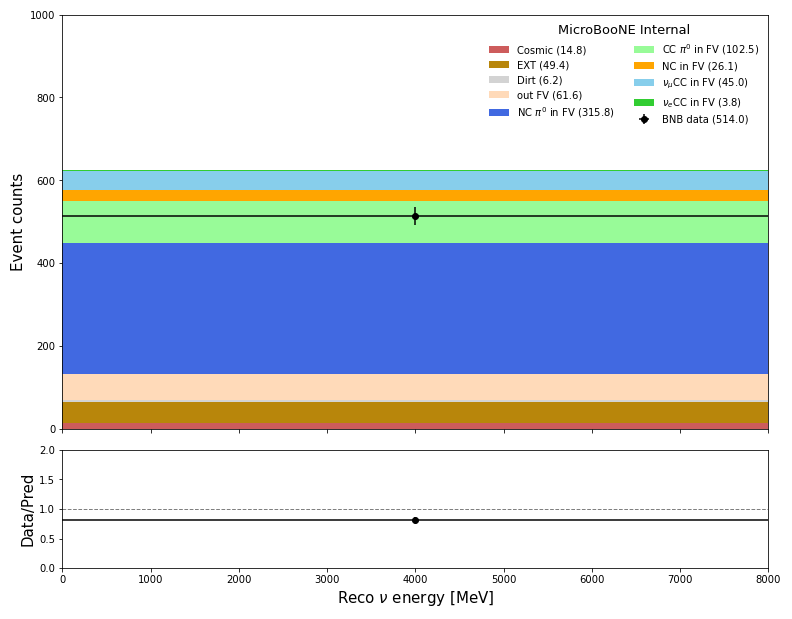 MicroBooNE Internal
Cosmic (14.8)
EXT (49.4)
Dirt (6.2)
out FV (61.6)
NC π⁰ in FV (315.8)
CC π⁰ in FV (102.5)
NC in FV (26.1)
νμCC in FV (45.0)
νeCC in FV (3.8)
BNB data (514.0)
Event counts
1000
800
600
400
200
0
Data/Pred
2.0
1.5
1.0
0.5
0.0
0 1000 2000 3000 4000 5000 6000 7000 8000
Reco ν energy [MeV]